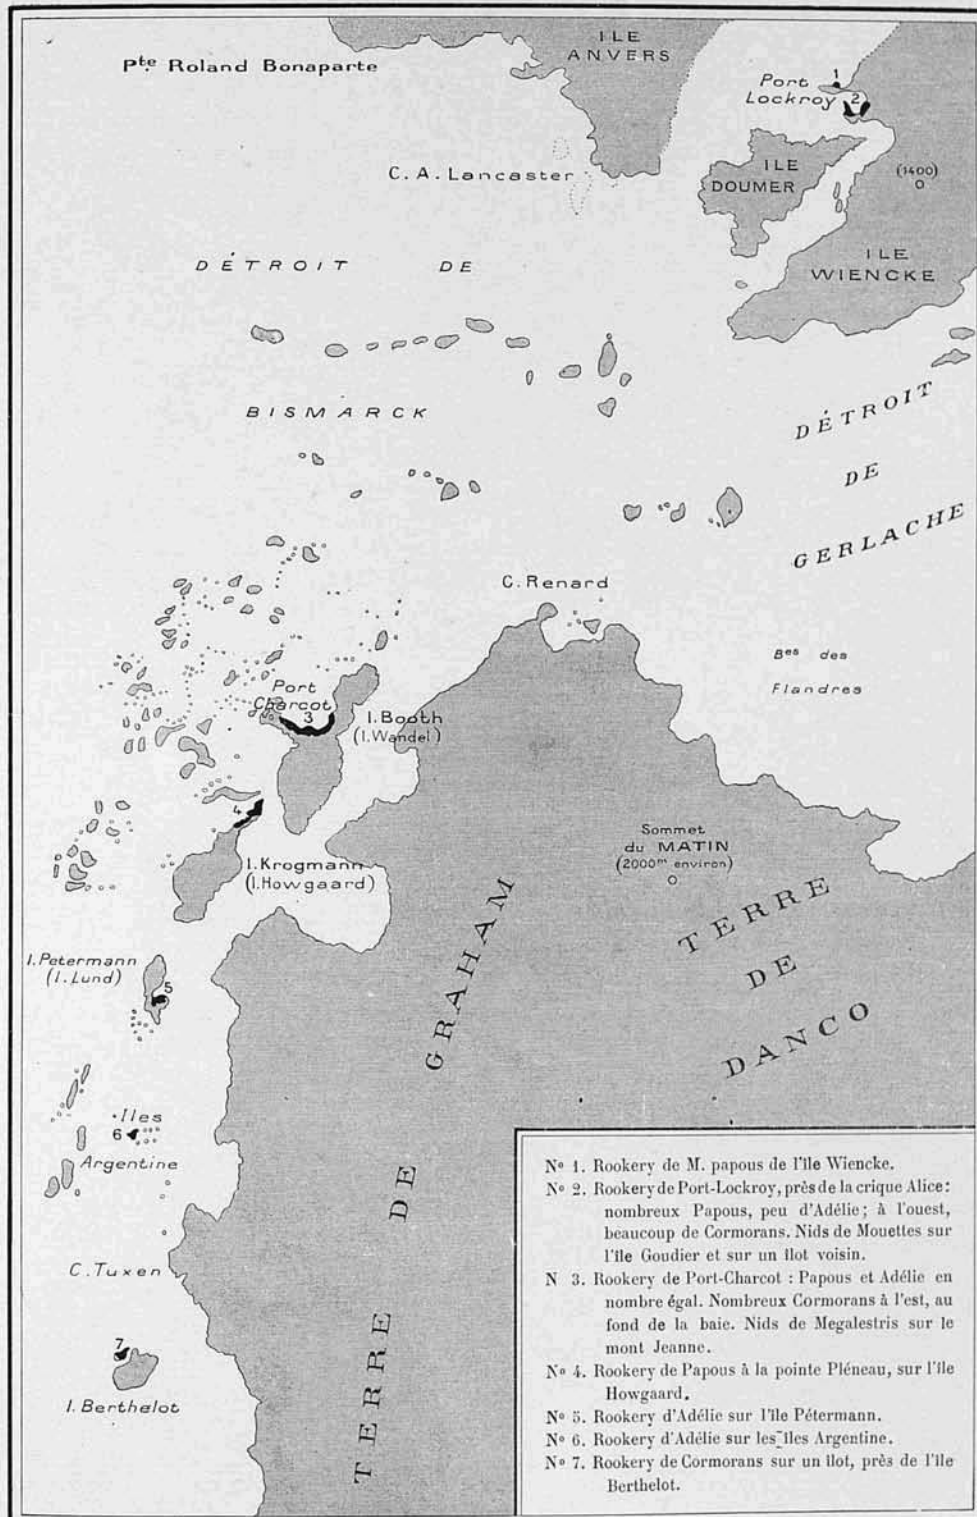 ILE
ANVERS
Pte Roland Bonaparte
Port
Lockroy
1
2
C. A. Lancaster
ILE
DOUMER
(1400)
ILE
WIENCKE
DÉTROIT DE
BISMARCK
DÉTROIT
DE
GERLACHE
C. Renard
Bes des
Flandres
Port
Charcot
3
I. Booth
(I. Wandel)
4
Sommet
du MATIN
(2000m environ)
I. Krogmann
(I. Howgaard)
TERRE
DE
DANCO
I. Petermann
(I. Lund)
5
TERRE DE GRAHAM
Iles
6
Argentine
C. Tuxen
7
I. Berthelot
No 1. Rookery de M. papous de l'île Wiencke.
No 2. Rookery de Port-Lockroy, près de la crique Alice:
nombreux Papous, peu d'Adélie; à l'ouest,
beaucoup de Cormorans. Nids de Mouettes sur
l'île Goudier et sur un îlot voisin.
N 3. Rookery de Port-Charcot : Papous et Adélie en
nombre égal. Nombreux Cormorans à l'est, au
fond de la baie. Nids de Megalestris sur le
mont Jeanne.
No 4. Rookery de Papous à la pointe Pléneau, sur l'île
Howgaard.
No 5. Rookery d'Adélie sur l'île Pétermann.
No 6. Rookery d'Adélie sur les îles Argentine.
No 7. Rookery de Cormorans sur un îlot, près de l'île
Berthelot.